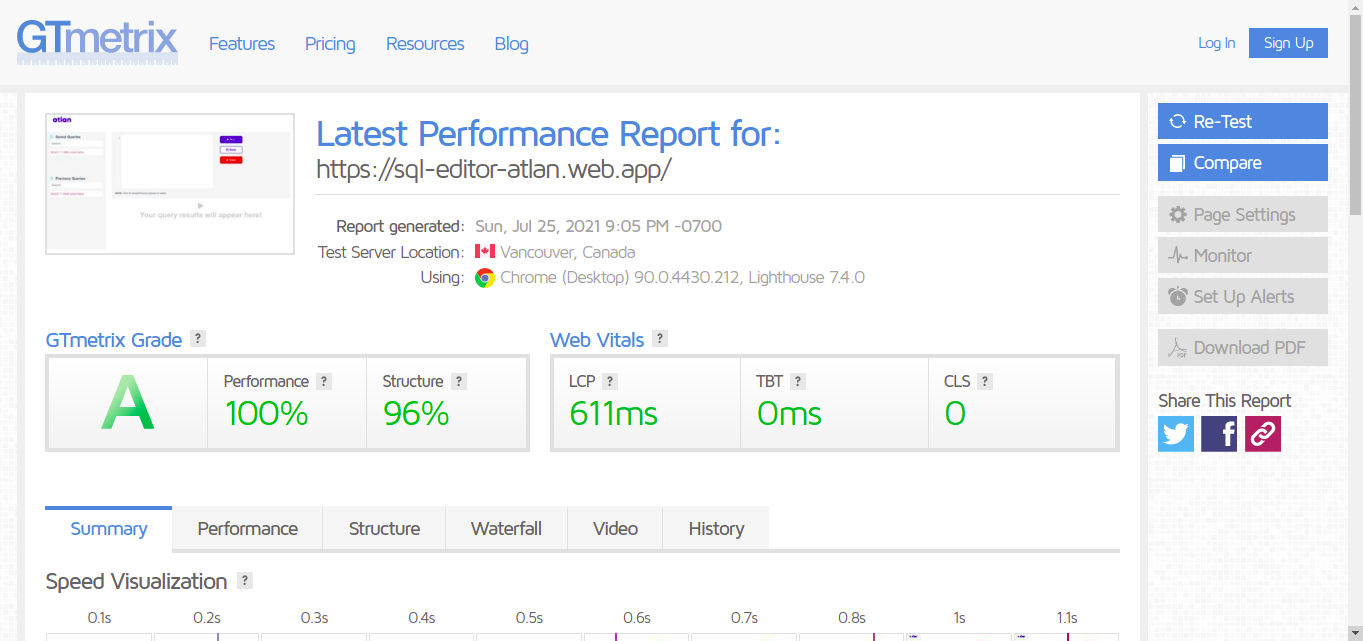 GTmetrix
Features Pricing Resources Blog
Log In Sign Up
atlan
Saved Queries
Previous Queries
Your query results will appear here!
Latest Performance Report for:
https://sql-editor-atlan.web.app/
Report generated: Sun, Jul 25, 2021 9:05 PM -0700
Test Server Location: Vancouver, Canada
Using: Chrome (Desktop) 90.0.4430.212, Lighthouse 7.4.0
Re-Test
Compare
Page Settings
Monitor
Set Up Alerts
PDF Download PDF
Share This Report
GTmetrix Grade ?
A
Performance ?
100%
Structure ?
96%
Web Vitals ?
LCP ?
611ms
TBT ?
0ms
CLS ?
0
Summary Performance Structure Waterfall Video History
Speed Visualization ?
0.1s 0.2s 0.3s 0.4s 0.5s 0.6s 0.7s 0.8s 1s 1.1s